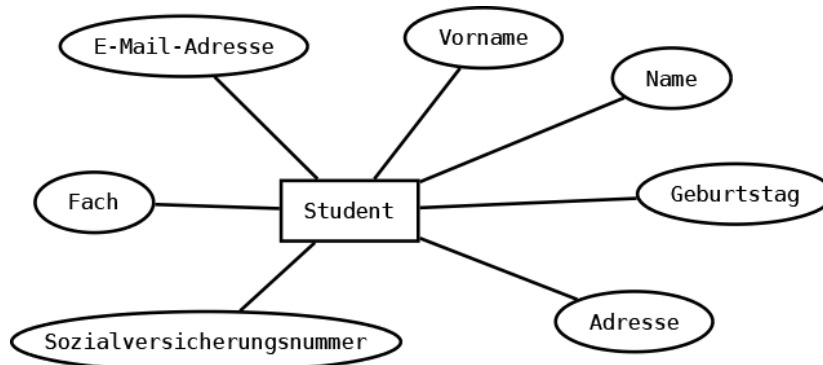 E-Mail-Adresse
Vorname
Name
Fach
Student
Geburtstag
Sozialversicherungsnummer
Adresse